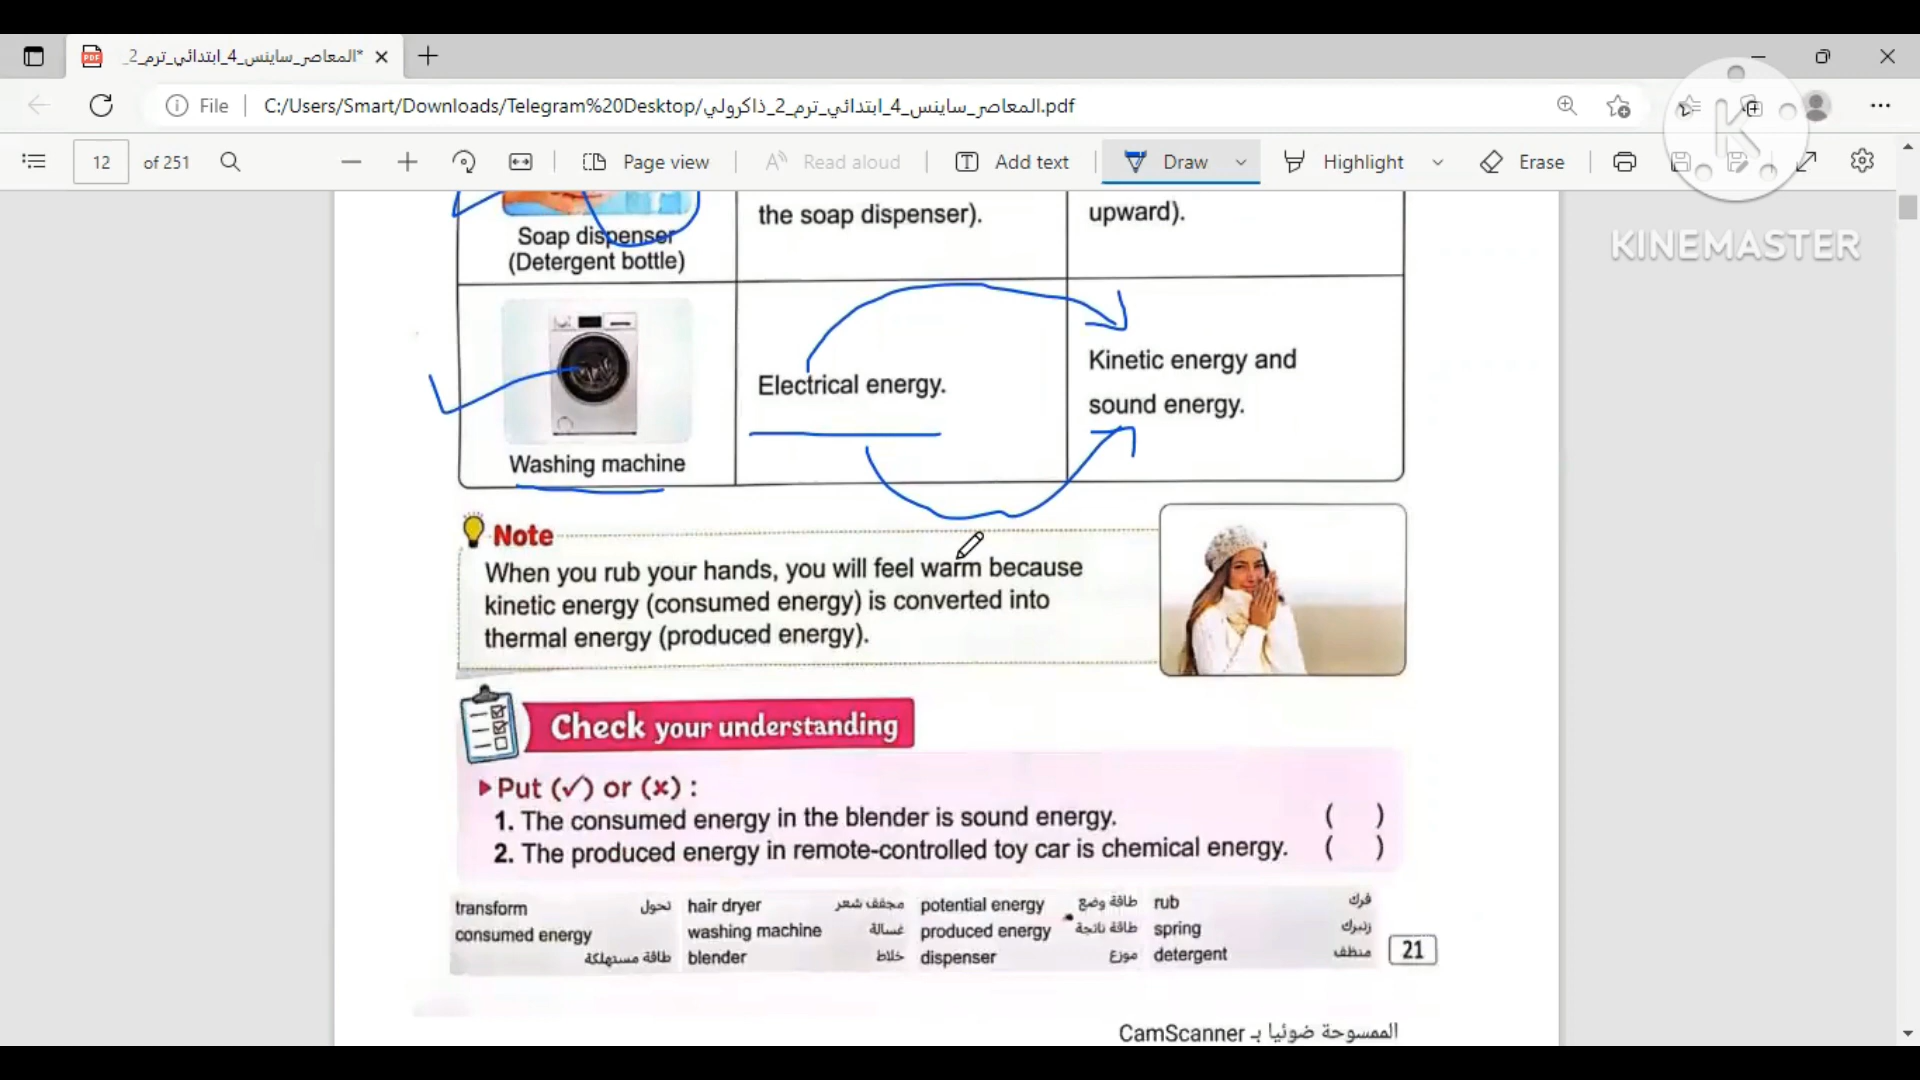 *المعاصر_ساينس_4_ابتدائي_ترم_2_
File
C:/Users/Smart/Downloads/Telegram%20Desktop/المعاصر_ساينس_4_ابتدائي_ترم_2_ذاكرولي.pdf
12 of 251
Page view
Read aloud
Add text
Draw
Highlight
Erase
KINEMASTER
the soap dispenser).
upward).
Soap dispenser
(Detergent bottle)
Electrical energy.
Kinetic energy and
sound energy.
Washing machine
Note
When you rub your hands, you will feel warm because
kinetic energy (consumed energy) is converted into
thermal energy (produced energy).
Check your understanding
Put (✓) or (×) :
1. The consumed energy in the blender is sound energy. ( )
2. The produced energy in remote-controlled toy car is chemical energy. ( )
transform تحول hair dryer مجفف شعر potential energy طاقة وضع rub فرك
consumed energy washing machine غسالة produced energy طاقة ناتجة spring زنبرك
طاقة مستهلكة blender خلاط dispenser موزع detergent منظف
21
الممسوحة ضوئيا بـ CamScanner